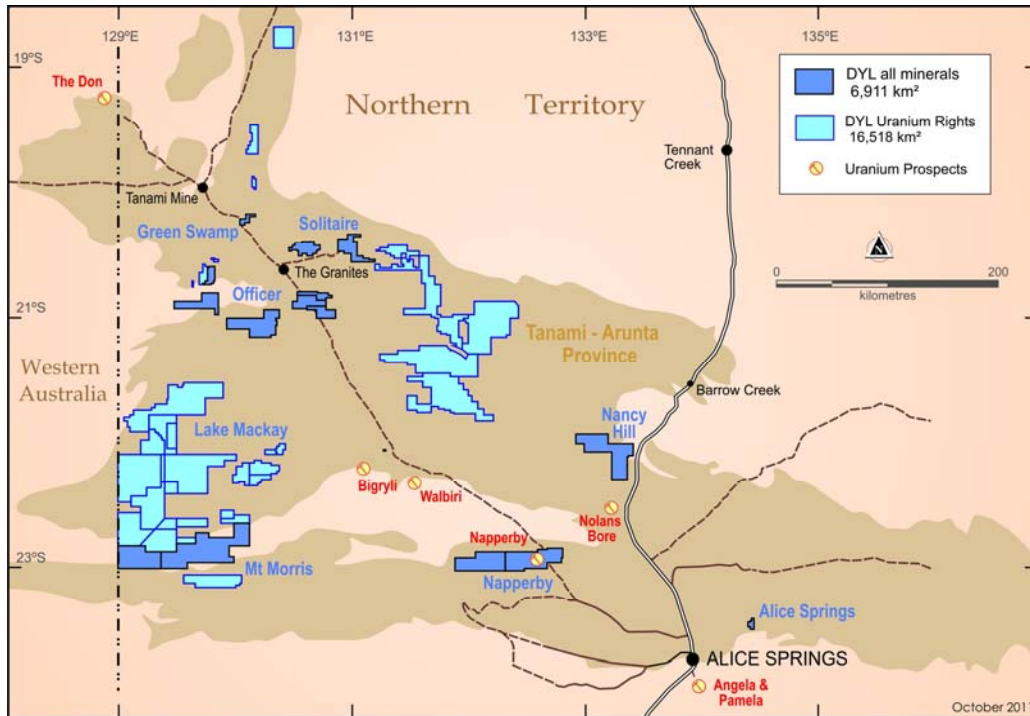 129ºE
131ºE
133ºE
135ºE
19ºS
The Don
Northern Territory
DYL all minerals
6,911 km²
DYL Uranium Rights
16,518 km²
Uranium Prospects
Tennant
Creek
Tanami Mine
Green Swamp
Solitaire
The Granites
N
0
200
kilometres
Officer
21ºS
Tanami - Arunta
Province
Western
Australia
Barrow Creek
Nancy
Hill
Lake Mackay
Bigryli
Walbiri
Nolans
Bore
Napperby
23ºS
Mt Morris
Napperby
Alice Springs
ALICE SPRINGS
Angela &
Pamela
October 201